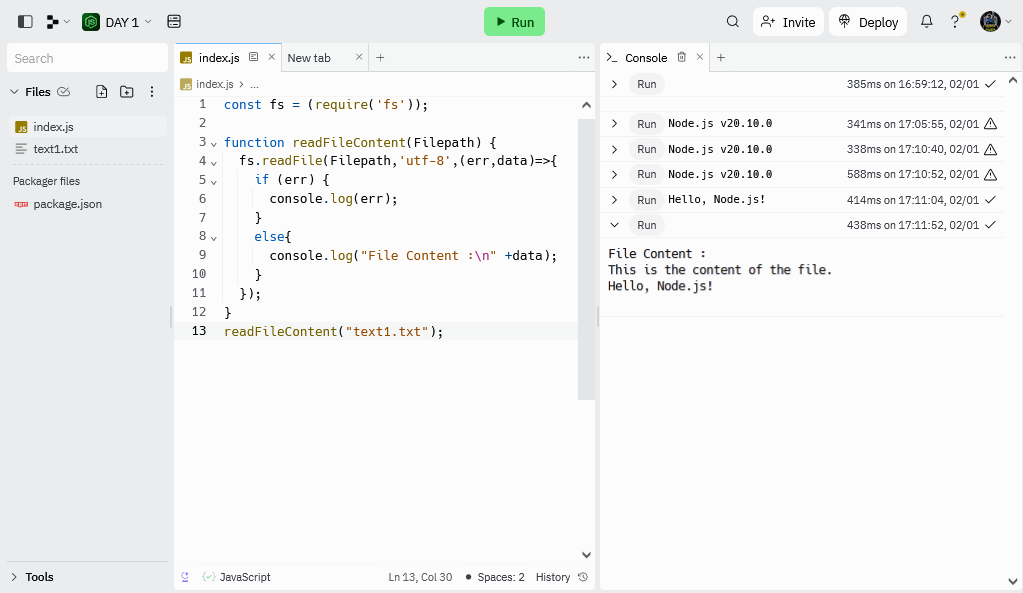 DAY 1
Run
Invite
Deploy
?
Search
Files
index.js
text1.txt
Packager files
package.json
Tools
index.js
New tab
index.js > ...
1 const fs = (require('fs'));
2
3 function readFileContent(Filepath) {
4 fs.readFile(Filepath,'utf-8',(err,data)=>{
5 if (err) {
6 console.log(err);
7 }
8 else{
9 console.log("File Content :\n" +data);
10 }
11 });
12 }
13 readFileContent("text1.txt");
JavaScript
Ln 13, Col 30
Spaces: 2
History
Console
Run 385ms on 16:59:12, 02/01
Run Node.js v20.10.0 341ms on 17:05:55, 02/01
Run Node.js v20.10.0 338ms on 17:10:40, 02/01
Run Node.js v20.10.0 588ms on 17:10:52, 02/01
Run Hello, Node.js! 414ms on 17:11:04, 02/01
Run 438ms on 17:11:52, 02/01
File Content :
This is the content of the file.
Hello, Node.js!